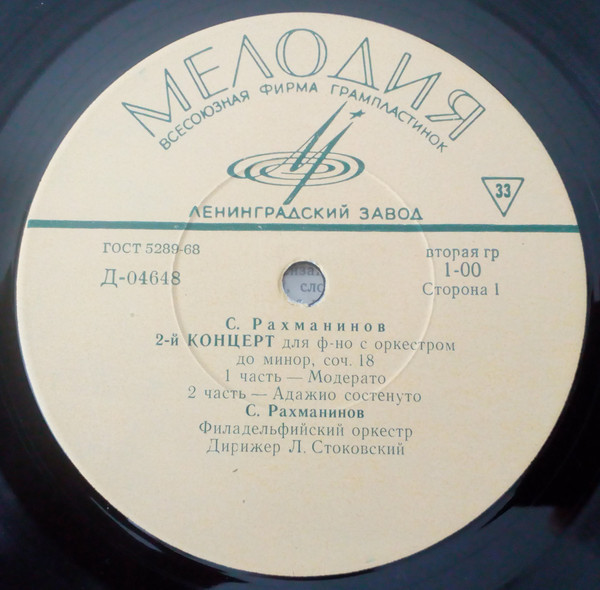 МЕЛОДИЯ
ВСЕСОЮЗНАЯ ФИРМА ГРАМПЛАСТИНОК
ЛЕНИНГРАДСКИЙ ЗАВОД
33
ГОСТ 5289-68
Д-04648
вторая гр
1-00
Сторона 1
С. Рахманинов
2-й КОНЦЕРТ для ф-но с оркестром
до минор, соч. 18
1 часть — Модерато
2 часть — Адажио состенуто
С. Рахманинов
Филадельфийский оркестр
Дирижер Л. Стоковский